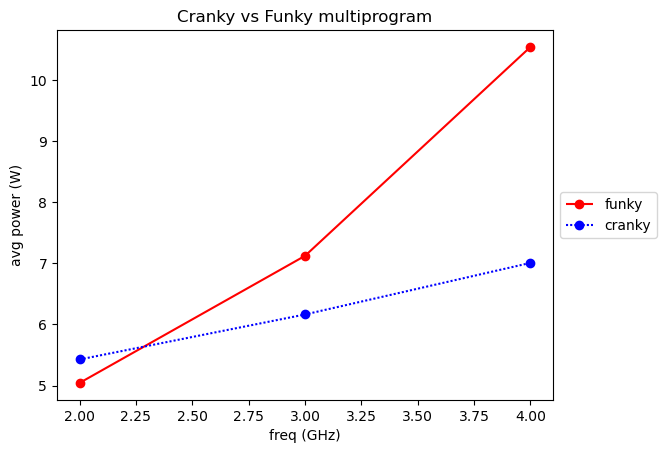 Cranky vs Funky multiprogram
avg power (W)
10
9
8
7
6
5
2.00 2.25 2.50 2.75 3.00 3.25 3.50 3.75 4.00
freq (GHz)
funky
cranky